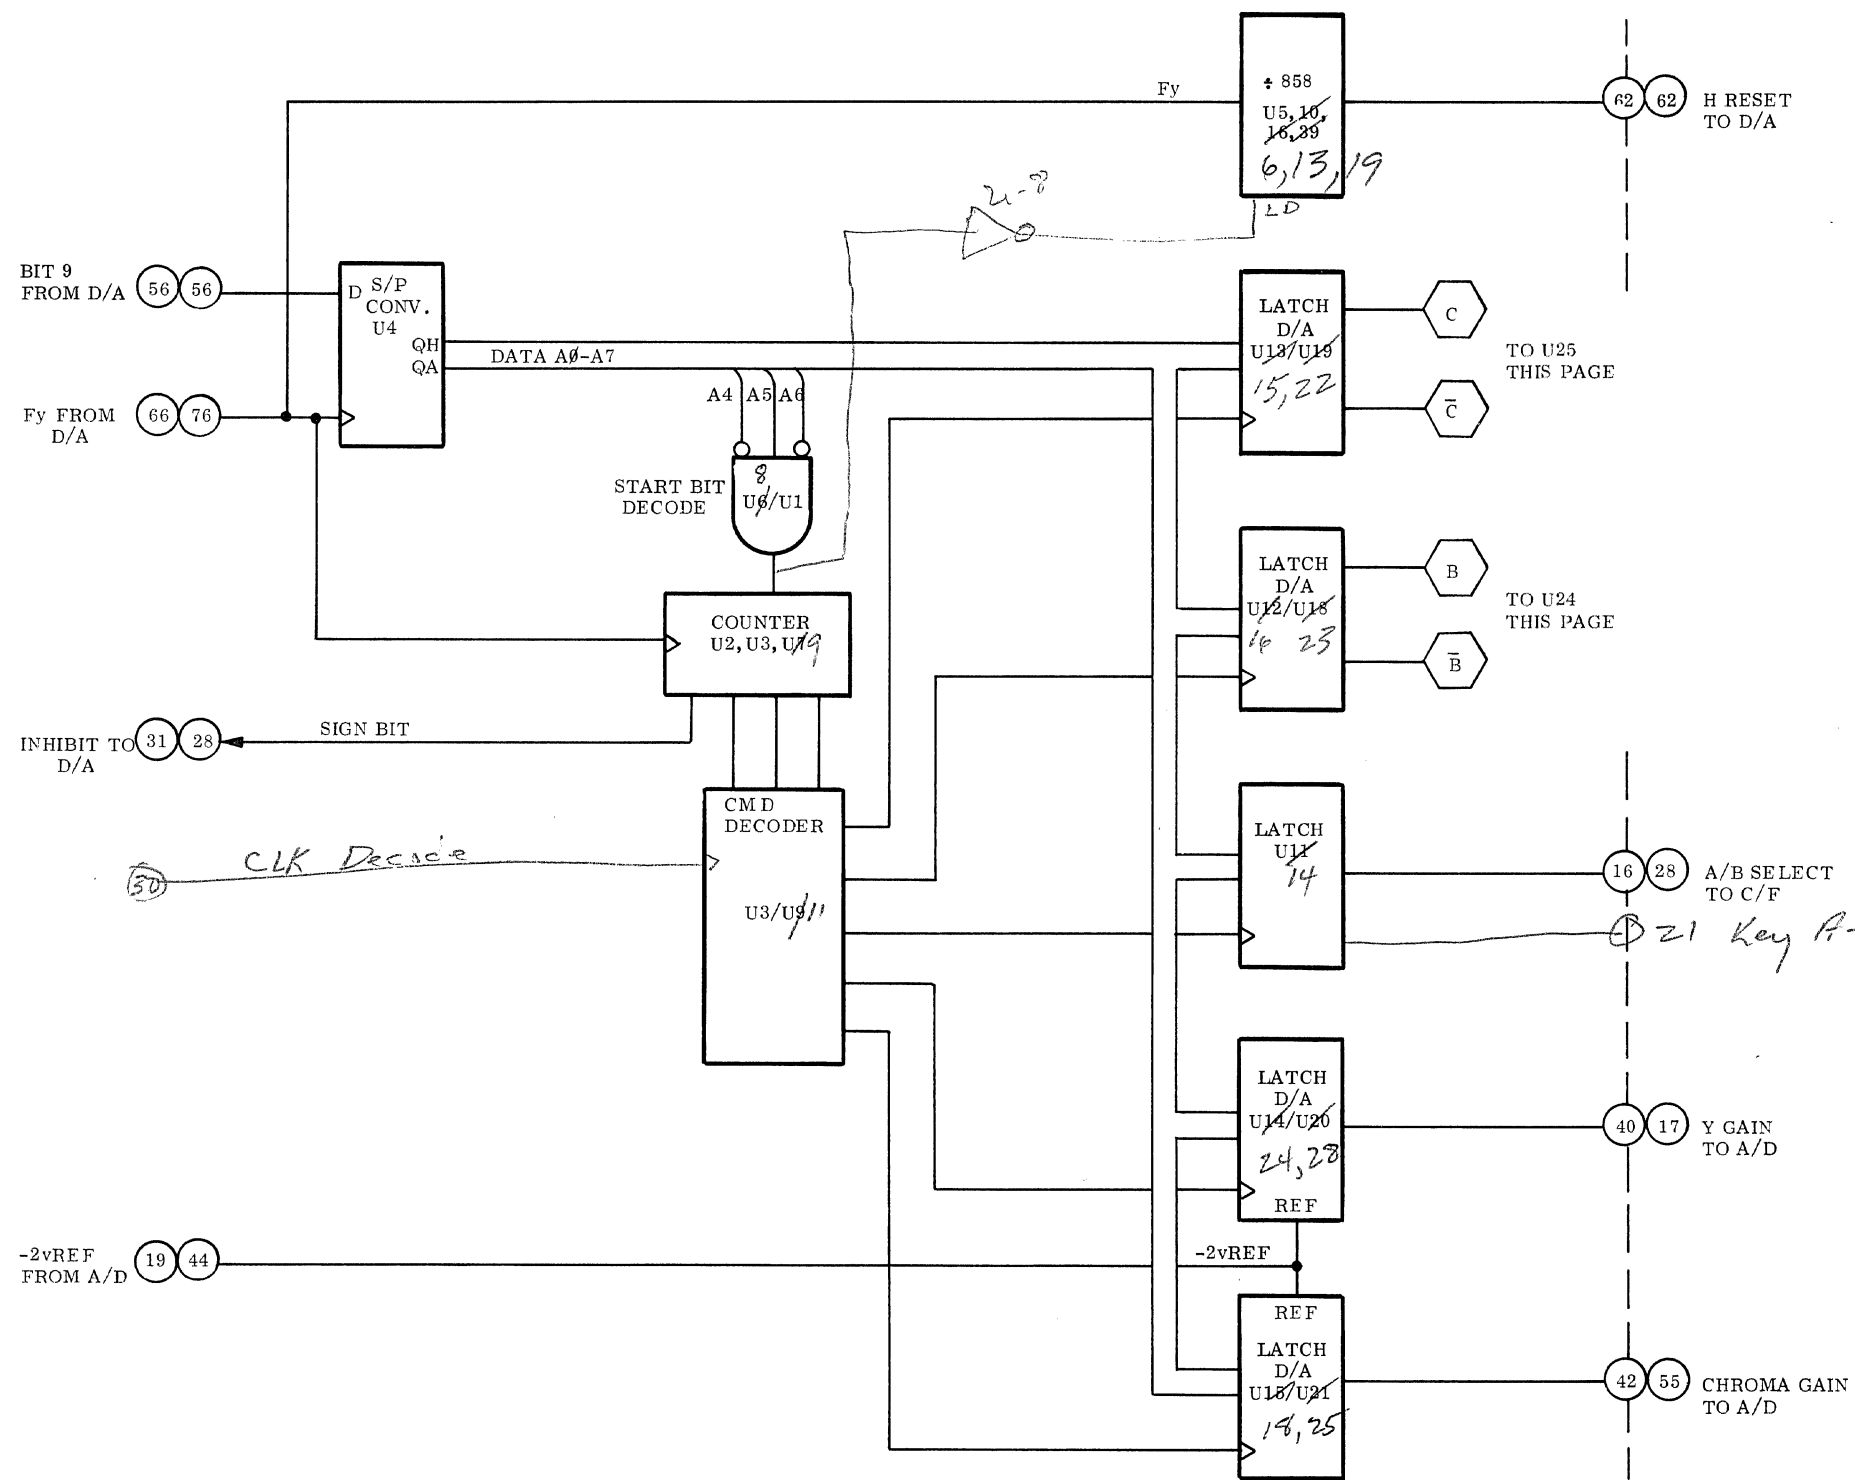 ÷ 858
U5, 10,
16, 39
6, 13, 19
LD
Fy
62 62
H RESET
TO D/A
21-8
BIT 9
FROM D/A
56 56
D S/P
CONV.
U4
QH
QA
DATA AØ-A7
A4 A5 A6
Fy FROM
D/A
66 76
START BIT
DECODE
8
U6/U1
LATCH
D/A
U13/U19
15, 22
C
C̅
TO U25
THIS PAGE
COUNTER
U2, U3, U7 9
LATCH
D/A
U12/U18
16 23
B
B̅
TO U24
THIS PAGE
INHIBIT TO
D/A
31 28
SIGN BIT
CMD
DECODER
U3/U9 11
50
CLK Decode
LATCH
U11
14
16 28
A/B SELECT
TO C/F
21 Key
LATCH
D/A
U14/U20
24, 28
REF
40 17
Y GAIN
TO A/D
-2vREF
FROM A/D
19 44
-2vREF
REF
LATCH
D/A
U15/U21
18, 25
42 55
CHROMA GAIN
TO A/D